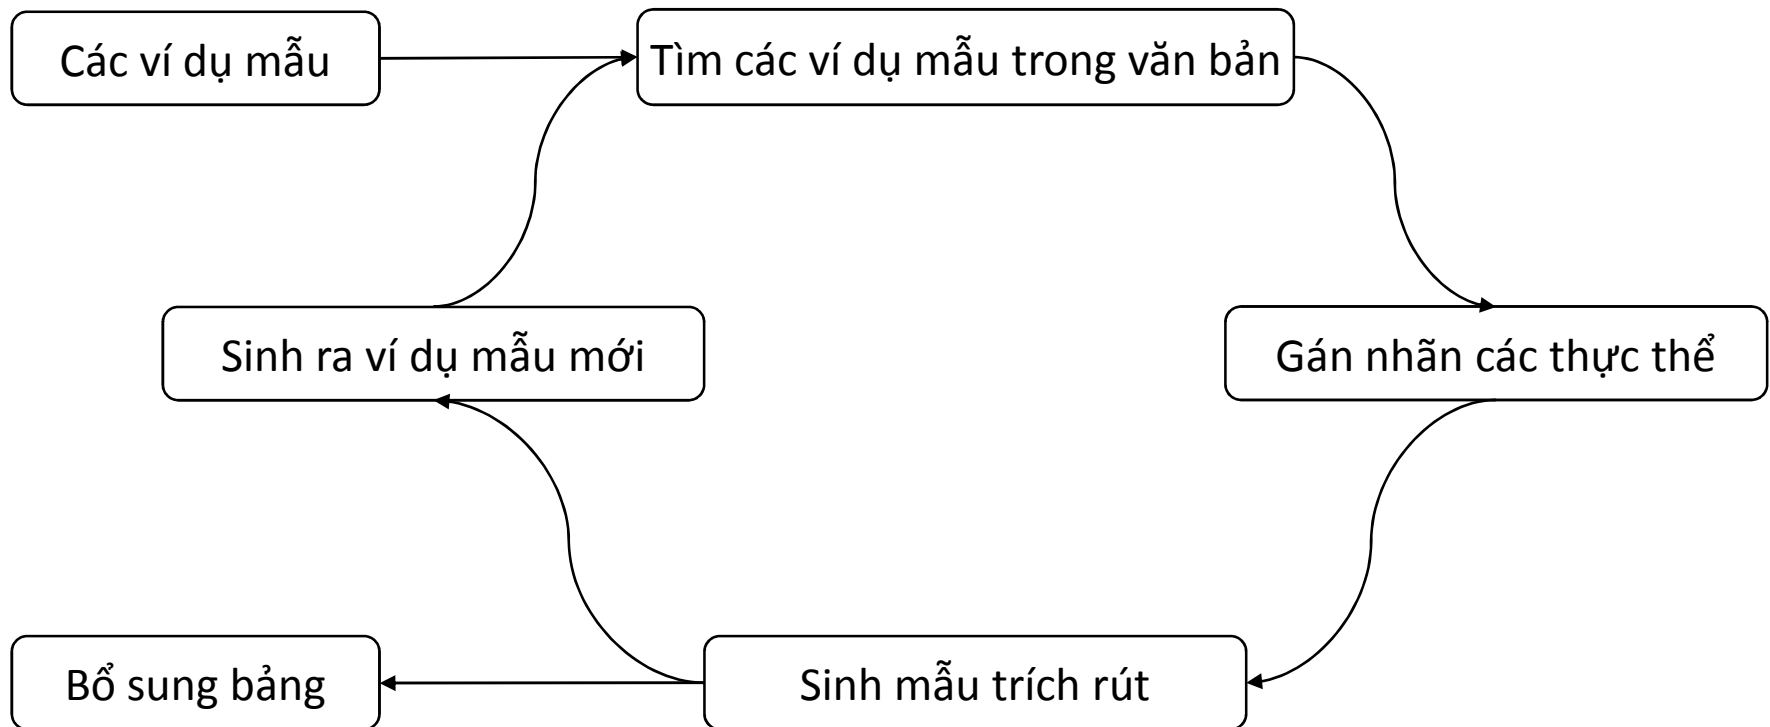 Các ví dụ mẫu
Tìm các ví dụ mẫu trong văn bản
Sinh ra ví dụ mẫu mới
Gán nhãn các thực thể
Bổ sung bảng
Sinh mẫu trích rút